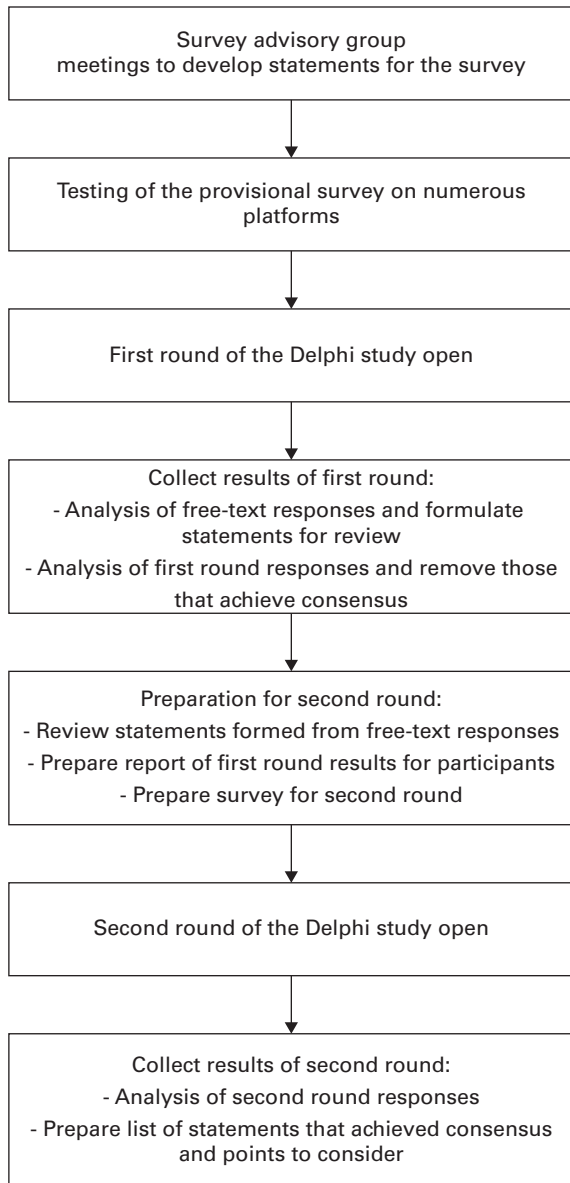 Survey advisory group
meetings to develop statements for the survey
Testing of the provisional survey on numerous
platforms
First round of the Delphi study open
Collect results of first round:
- Analysis of free-text responses and formulate
statements for review
- Analysis of first round responses and remove those
that achieve consensus
Preparation for second round:
- Review statements formed from free-text responses
- Prepare report of first round results for participants
- Prepare survey for second round
Second round of the Delphi study open
Collect results of second round:
- Analysis of second round responses
- Prepare list of statements that achieved consensus
and points to consider